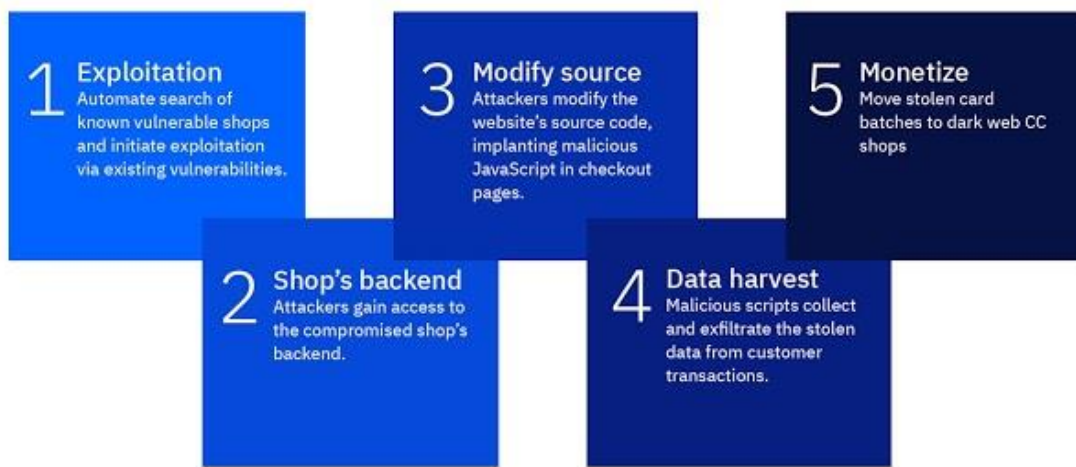 1
Exploitation
Automate search of
known vulnerable shops
and initiate exploitation
via existing vulnerabilities.
2
Shop's backend
Attackers gain access to
the compromised shop's
backend.
3
Modify source
Attackers modify the
website's source code,
implanting malicious
JavaScript in checkout
pages.
4
Data harvest
Malicious scripts collect
and exfiltrate the stolen
data from customer
transactions.
5
Monetize
Move stolen card
batches to dark web CC
shops